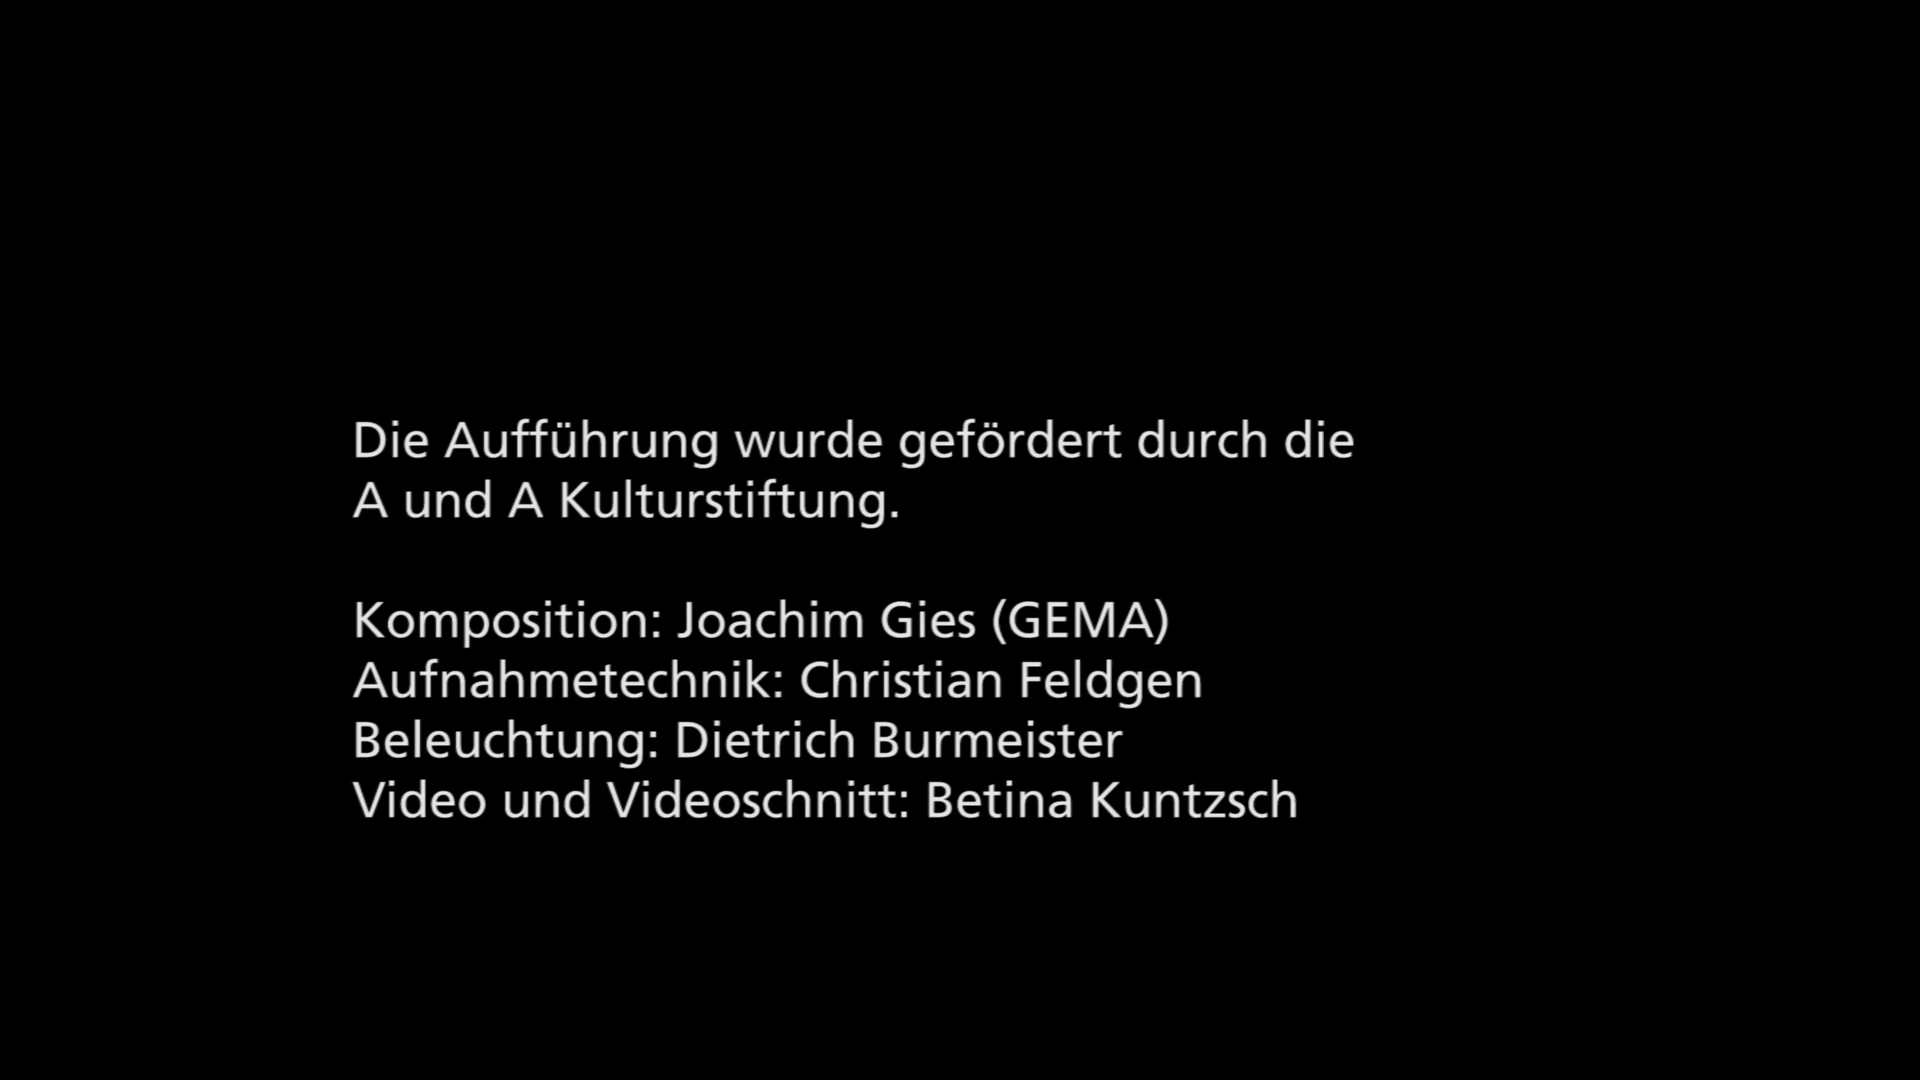 Die Aufführung wurde gefördert durch die
A und A Kulturstiftung.
Komposition: Joachim Gies (GEMA)
Aufnahmetechnik: Christian Feldgen
Beleuchtung: Dietrich Burmeister
Video und Videoschnitt: Betina Kuntzsch